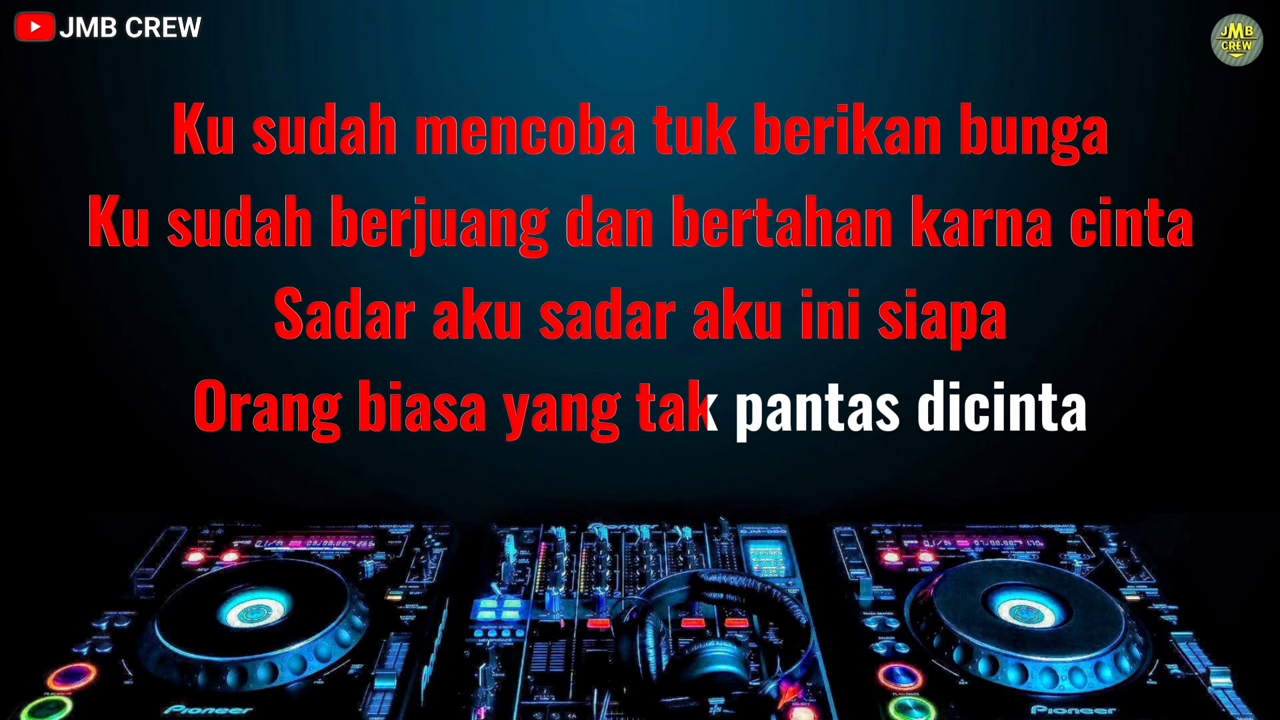 JMB CREW
JMB
CREW
Ku sudah mencoba tuk berikan bunga
Ku sudah berjuang dan bertahan karna cinta
Sadar aku sadar aku ini siapa
Orang biasa yang tak pantas dicinta
Pioneer
Pioneer
Pioneer